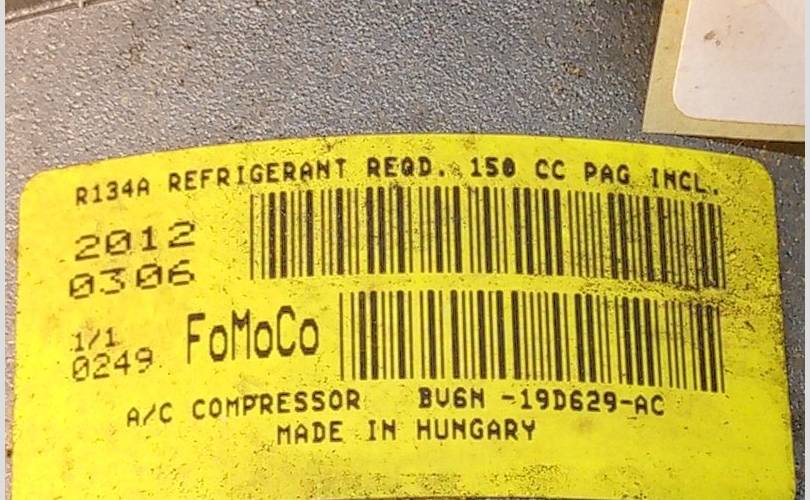 R134A REFRIGERANT REQD. 150 CC PAG INCL.
2012
0306
1/1
0249
FoMoCo
A/C COMPRESSOR BV6N -19D629-AC
MADE IN HUNGARY